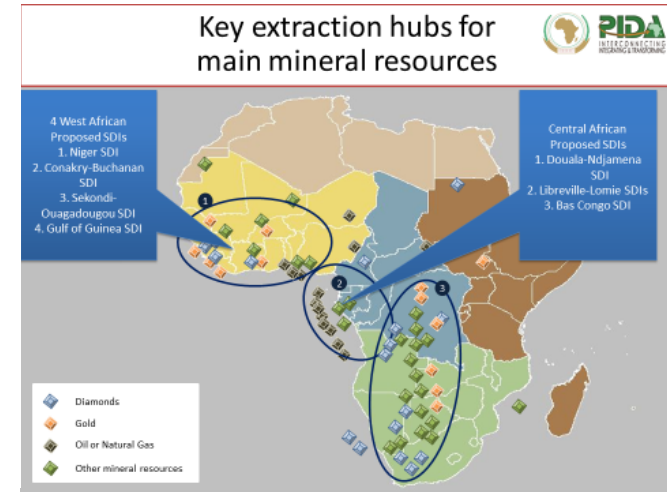 Key extraction hubs for
main mineral resources
PIDA
INTERCONNECTING
INTEGRATING & TRANSFORMING
4 West African
Proposed SDIs
1. Niger SDI
2. Conakry-Buchanan
SDI
3. Sekondi-
Ouagadougou SDI
4. Gulf of Guinea SDI
Central African
Proposed SDIs
1. Douala-Ndjamena
SDI
2. Libreville-Lomie SDIs
3. Bas Congo SDI
1
2
3
Diamonds
Gold
Oil or Natural Gas
Other mineral resources